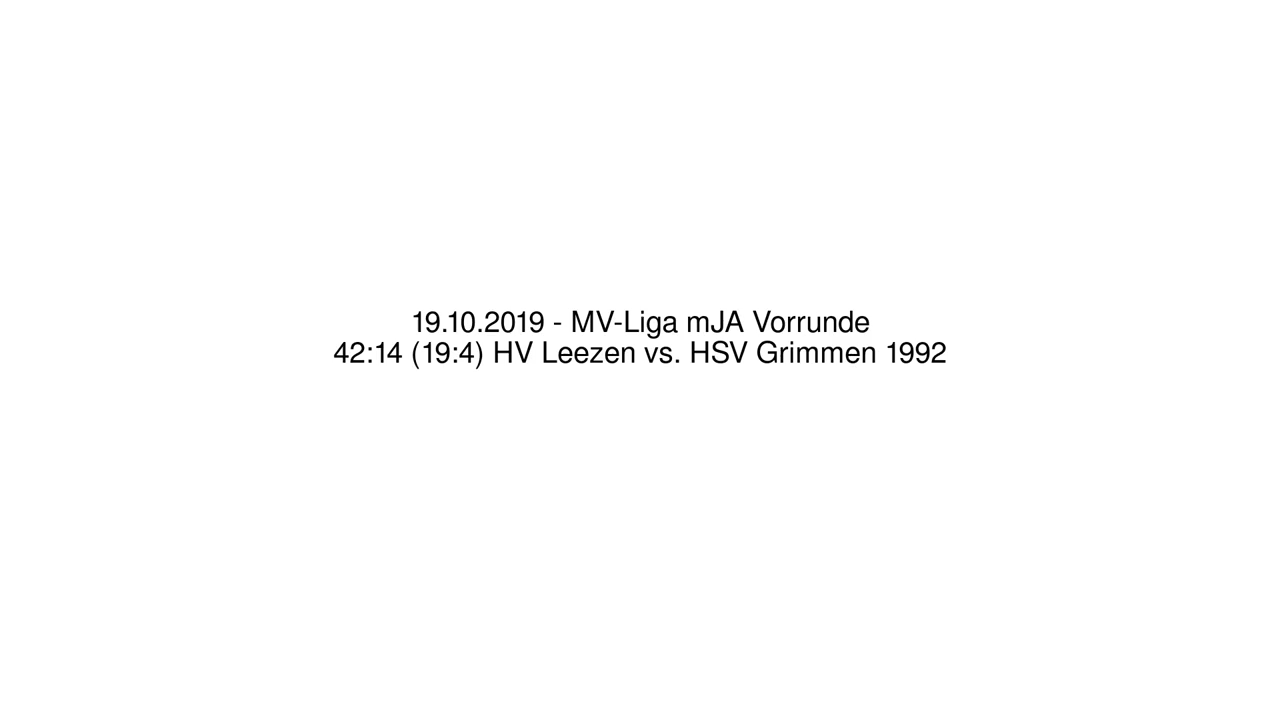 19.10.2019 - MV-Liga mJA Vorrunde
42:14 (19:4) HV Leezen vs. HSV Grimmen 1992